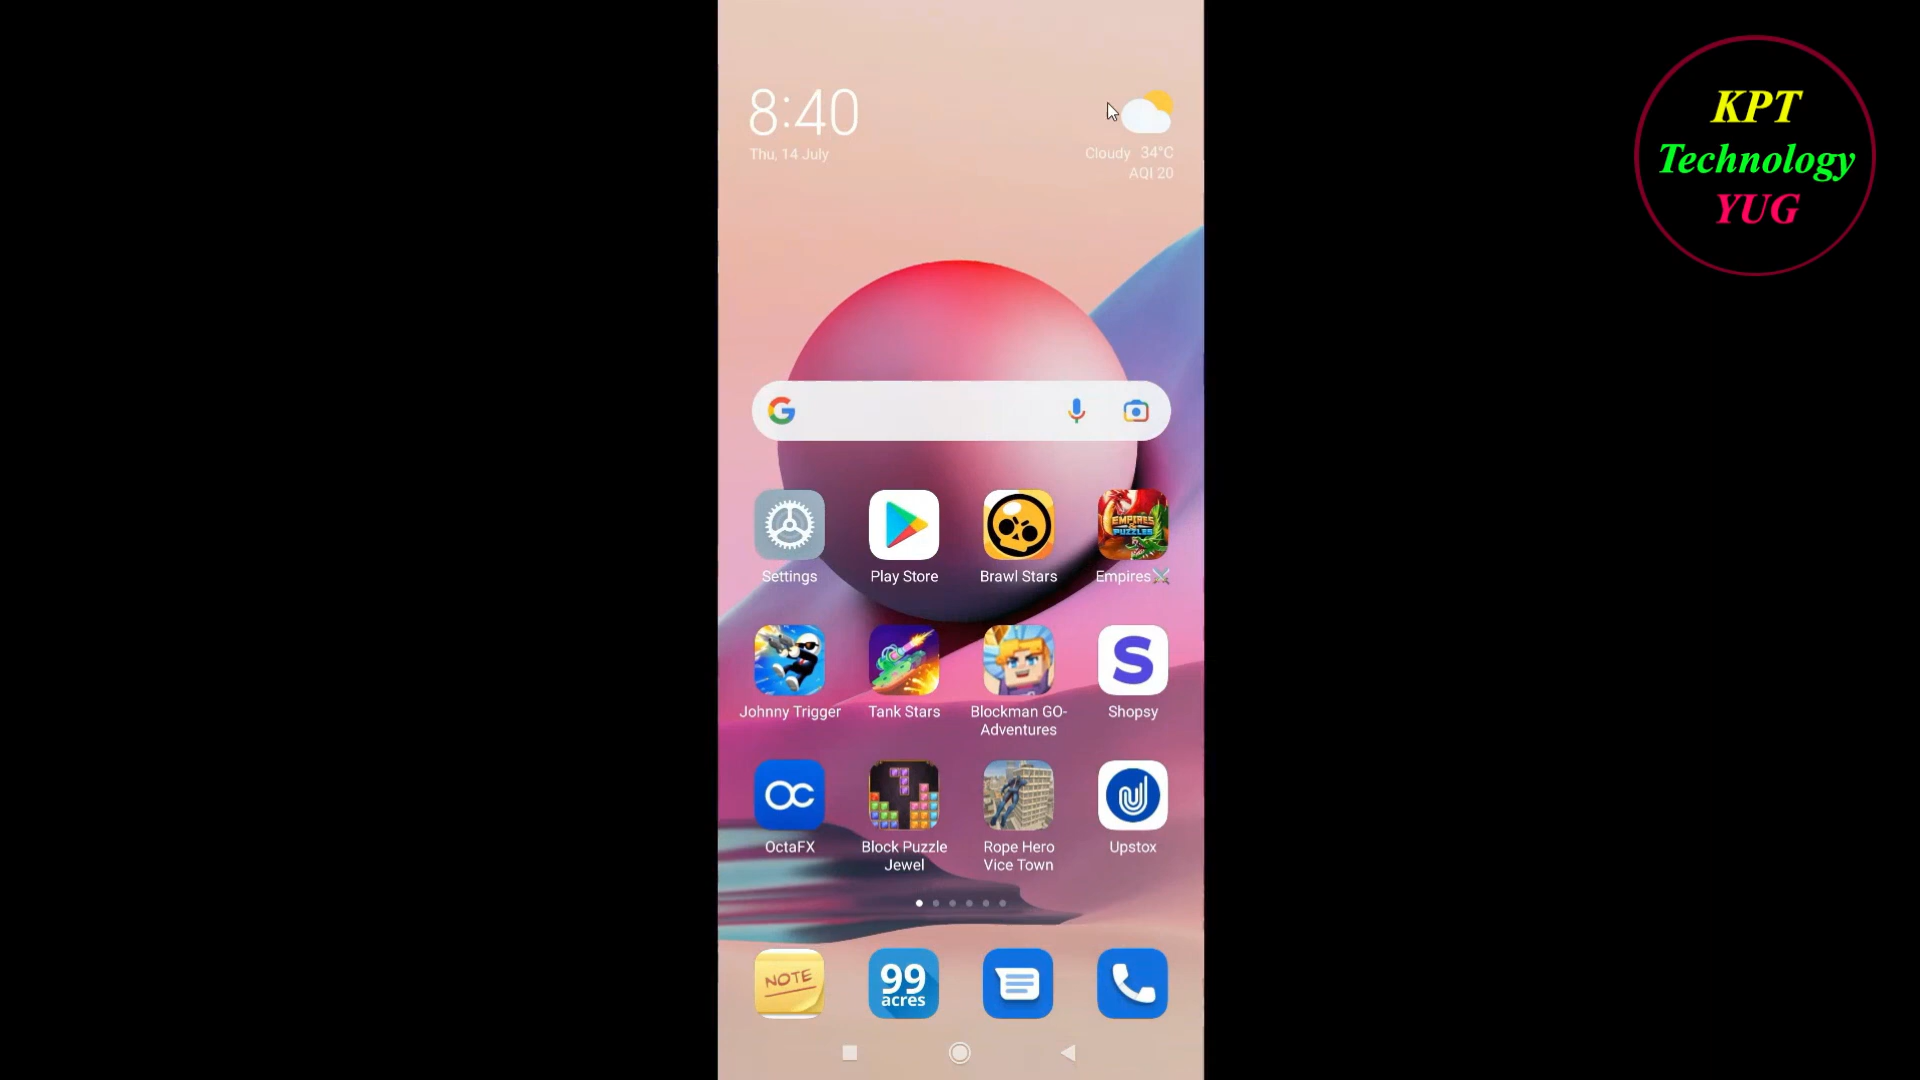 8:40
Thu, 14 July
Cloudy 34°C
AQI 20
KPT
Technology
YUG
EMPIRES
&
PUZZLES
Settings
Play Store
Brawl Stars
Empires
Johnny Trigger
Tank Stars
Blockman GO-
Adventures
S
Shopsy
OctaFX
Block Puzzle
Jewel
Rope Hero
Vice Town
Upstox
NOTE
99
acres